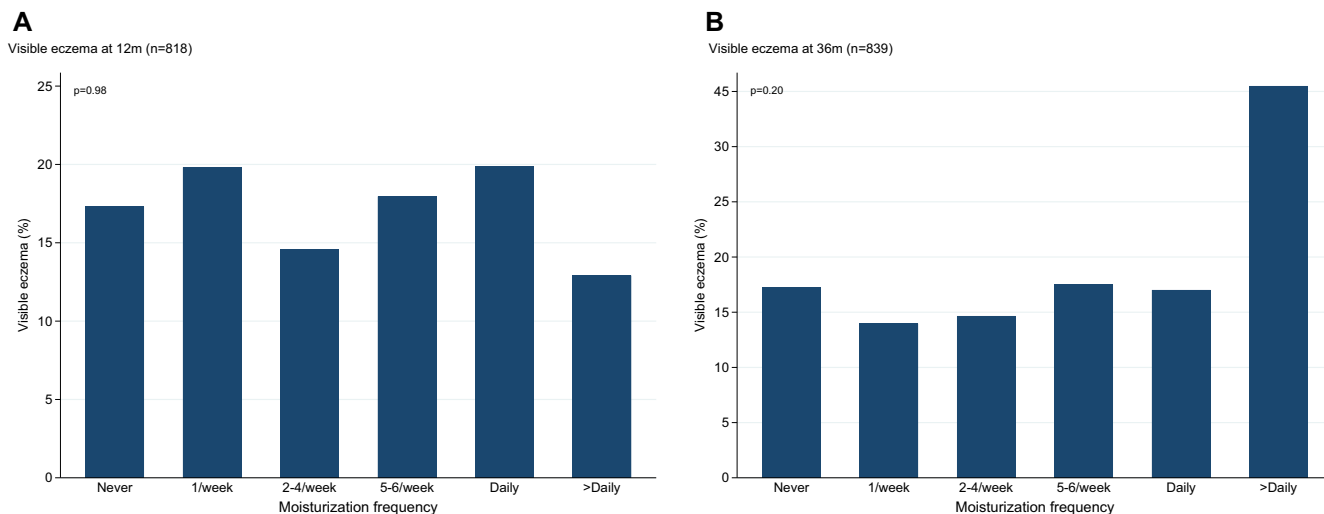 A
Visible eczema at 12m (n=818)
p=0.98
25
20
15
10
5
0
Visible eczema (%)
Never 1/week 2-4/week 5-6/week Daily >Daily
Moisturization frequency
B
Visible eczema at 36m (n=839)
p=0.20
45
30
25
20
15
10
5
0
Visible eczema (%)
Never 1/week 2-4/week 5-6/week Daily >Daily
Moisturization frequency